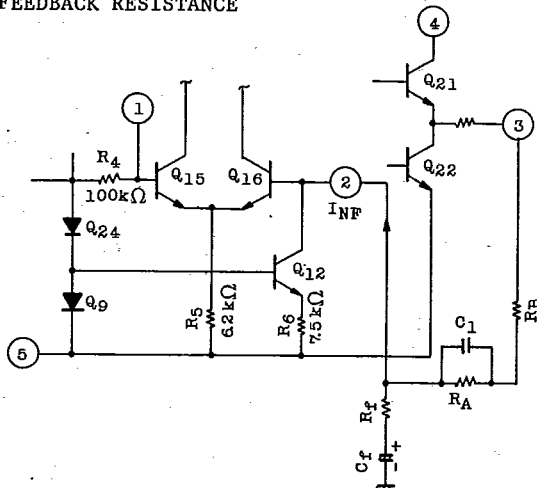 FEEDBACK RESISTANCE
4
Q21
1
3
R4
100kΩ
Q15
Q16
2
INF
Q22
Q24
Q12
Q9
R5
6.2kΩ
R6
7.5kΩ
RB
5
C1
RA
Rf
Cf
+
-